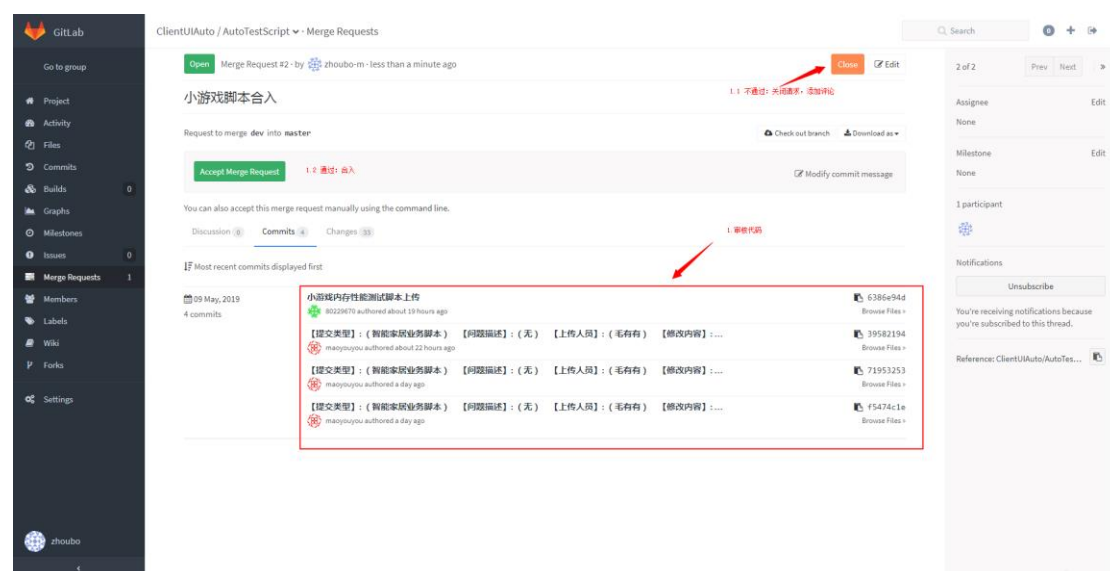 GitLab
ClientUIAuto / AutoTestScript · Merge Requests
Search
0
Go to group
Project
Activity
Files
Commits
Builds 0
Graphs
Milestones
Issues 0
Merge Requests 1
Members
Labels
Wiki
Forks
Settings
zhoubo
Open Merge Request #2 · by zhoubo-m · less than a minute ago
Close Edit
1.1 不通过：关闭请求，添加评论
小游戏脚本合入
Request to merge dev into master
Check out branch Download as
Accept Merge Request 1.2 通过：合入
Modify commit message
You can also accept this merge request manually using the command line.
Discussion 0 Commits 4 Changes 33
1.审核代码
Most recent commits displayed first
09 May, 2019
4 commits
小游戏内存性能测试脚本上传 6386e94d
80229670 authored about 19 hours ago Browse Files »
【提交类型】:（智能家居业务脚本） 【问题描述】:（无） 【上传人员】:（毛有有） 【修改内容】:... 39582194
maoyouyou authored about 22 hours ago Browse Files »
【提交类型】:（智能家居业务脚本） 【问题描述】:（无） 【上传人员】:（毛有有） 【修改内容】:... 71953253
maoyouyou authored a day ago Browse Files »
【提交类型】:（智能家居业务脚本） 【问题描述】:（无） 【上传人员】:（毛有有） 【修改内容】:... f5474c1e
maoyouyou authored a day ago Browse Files »
2 of 2 Prev Next »
Assignee Edit
None
Milestone Edit
None
1 participant
Notifications
Unsubscribe
You're receiving notifications because
you're subscribed to this thread.
Reference: ClientUIAuto/AutoTes...